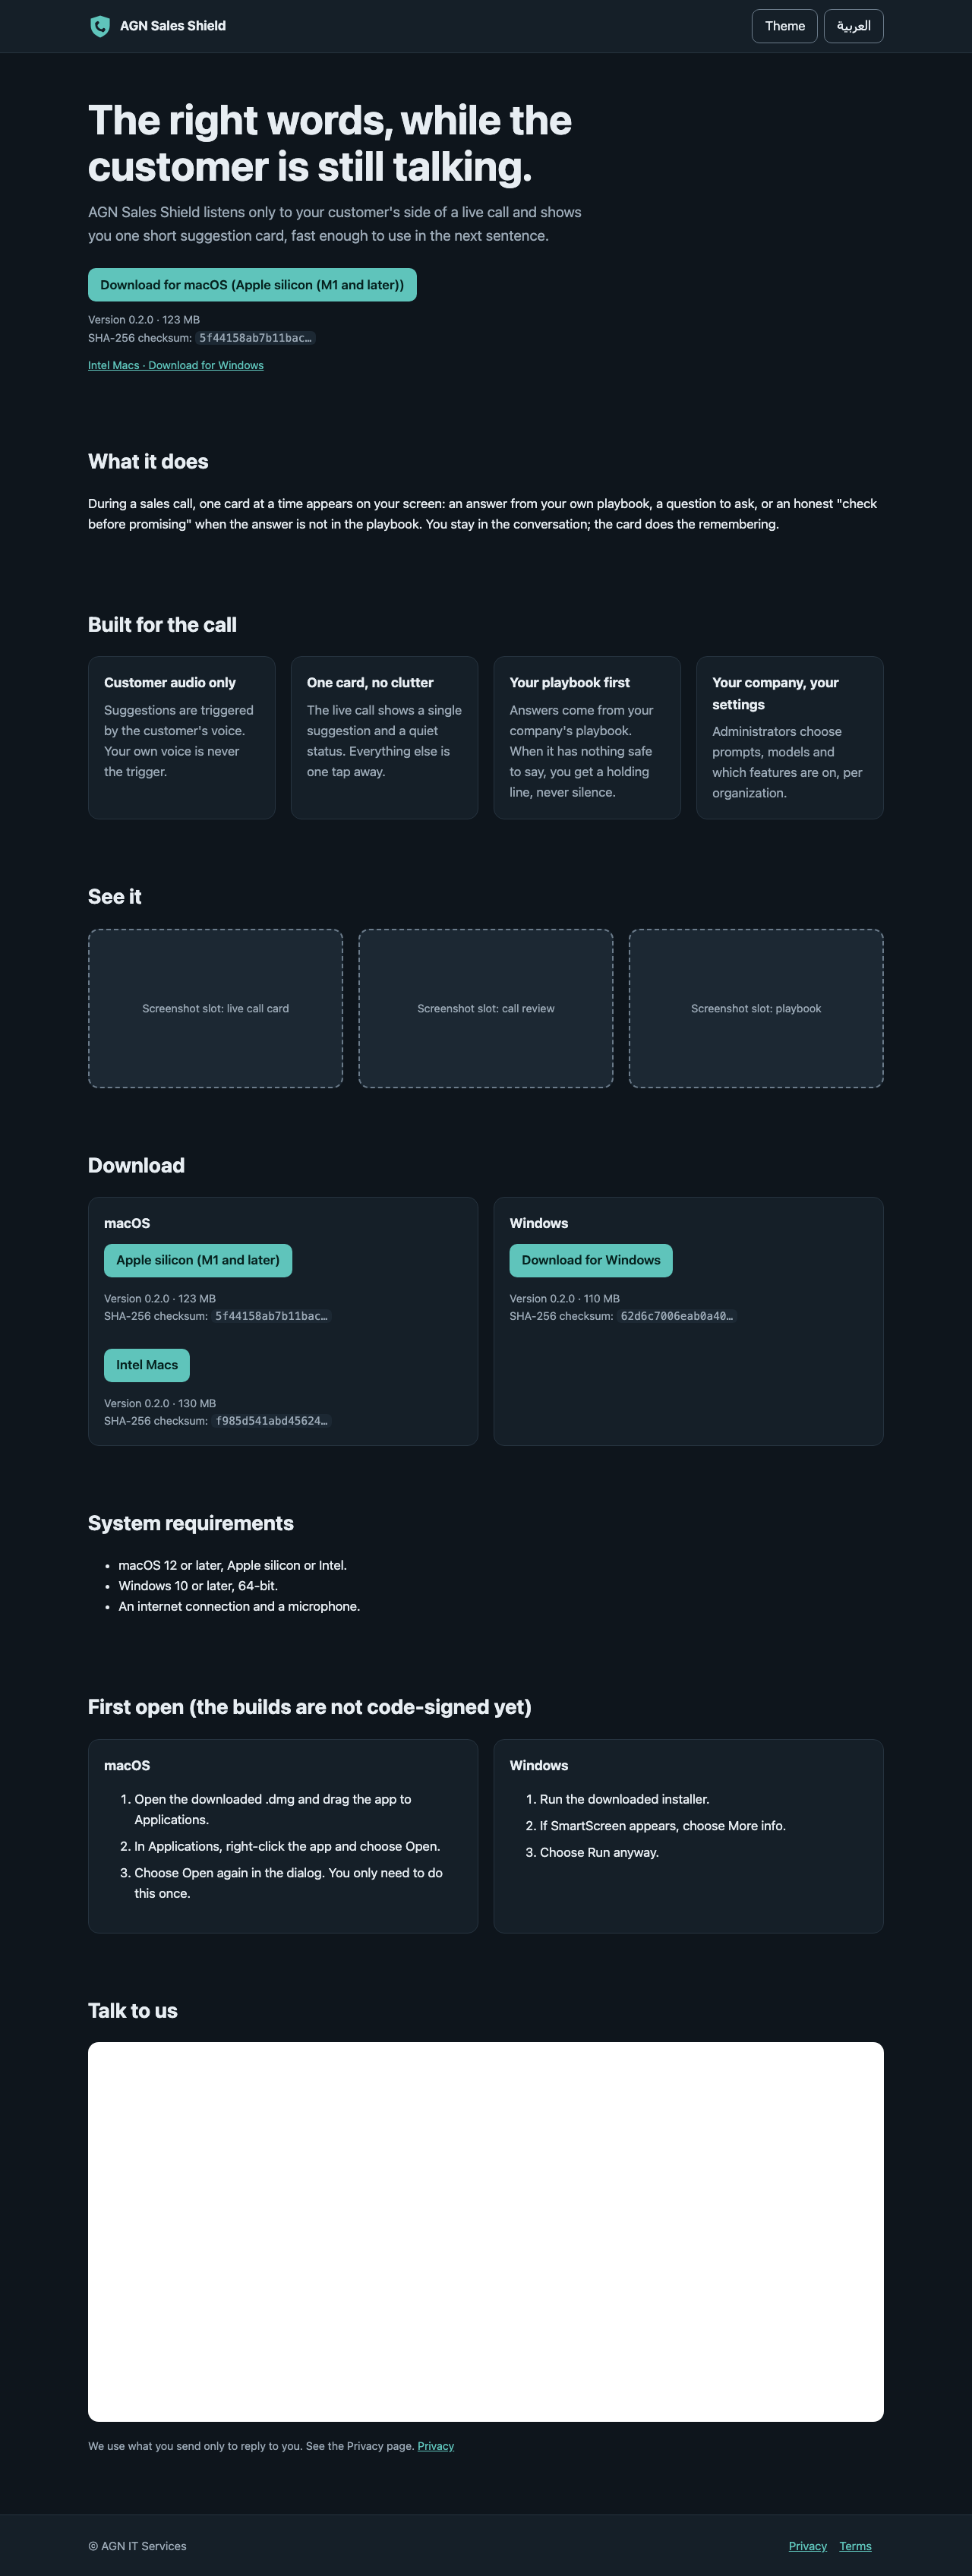 AGN Sales Shield
Theme
العربية
The right words, while the
customer is still talking.
AGN Sales Shield listens only to your customer's side of a live call and shows
you one short suggestion card, fast enough to use in the next sentence.
Download for macOS (Apple silicon (M1 and later))
Version 0.2.0 · 123 MB
SHA-256 checksum: 5f44158ab7b11bac…
Intel Macs · Download for Windows
What it does
During a sales call, one card at a time appears on your screen: an answer from your own playbook, a question to ask, or an honest "check
before promising" when the answer is not in the playbook. You stay in the conversation; the card does the remembering.
Built for the call
Customer audio only
Suggestions are triggered
by the customer's voice.
Your own voice is never
the trigger.
One card, no clutter
The live call shows a single
suggestion and a quiet
status. Everything else is
one tap away.
Your playbook first
Answers come from your
company's playbook.
When it has nothing safe
to say, you get a holding
line, never silence.
Your company, your
settings
Administrators choose
prompts, models and
which features are on, per
organization.
See it
Screenshot slot: live call card
Screenshot slot: call review
Screenshot slot: playbook
Download
macOS
Apple silicon (M1 and later)
Version 0.2.0 · 123 MB
SHA-256 checksum: 5f44158ab7b11bac…
Intel Macs
Version 0.2.0 · 130 MB
SHA-256 checksum: f985d541abd45624…
Windows
Download for Windows
Version 0.2.0 · 110 MB
SHA-256 checksum: 62d6c7006eab0a40…
System requirements
• macOS 12 or later, Apple silicon or Intel.
• Windows 10 or later, 64-bit.
• An internet connection and a microphone.
First open (the builds are not code-signed yet)
macOS
1. Open the downloaded .dmg and drag the app to
Applications.
2. In Applications, right-click the app and choose Open.
3. Choose Open again in the dialog. You only need to do
this once.
Windows
1. Run the downloaded installer.
2. If SmartScreen appears, choose More info.
3. Choose Run anyway.
Talk to us
We use what you send only to reply to you. See the Privacy page. Privacy
© AGN IT Services
Privacy
Terms